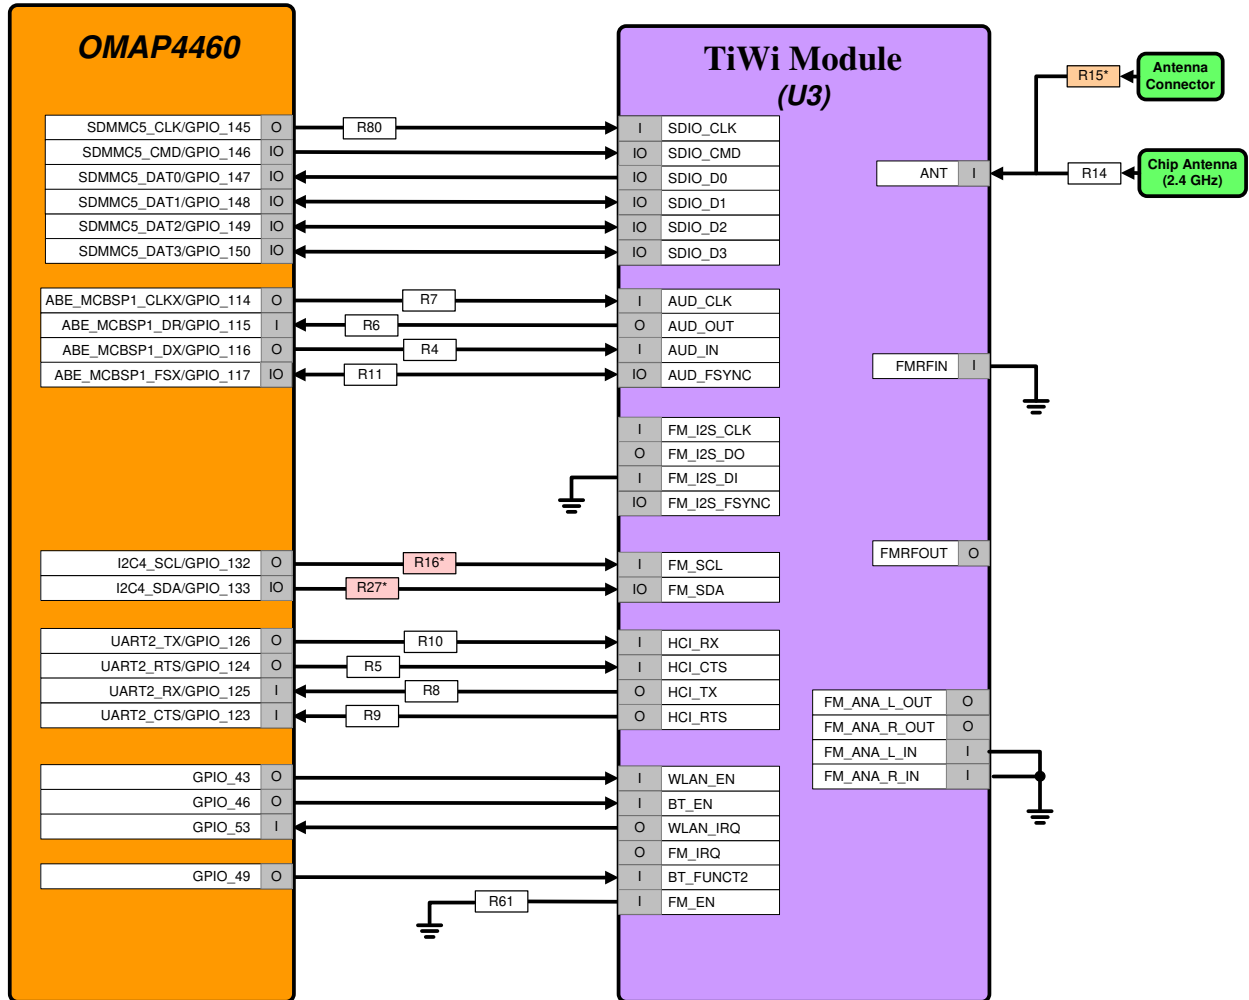 OMAP4460
TiWi Module
(U3)
R15*
Antenna
Connector
SDMMC5_CLK/GPIO_145 O R80 I SDIO_CLK
SDMMC5_CMD/GPIO_146 IO IO SDIO_CMD
SDMMC5_DAT0/GPIO_147 IO IO SDIO_D0
SDMMC5_DAT1/GPIO_148 IO IO SDIO_D1
SDMMC5_DAT2/GPIO_149 IO IO SDIO_D2
SDMMC5_DAT3/GPIO_150 IO IO SDIO_D3
ANT I R14
Chip Antenna
(2.4 GHz)
ABE_MCBSP1_CLKX/GPIO_114 O R7 I AUD_CLK
ABE_MCBSP1_DR/GPIO_115 I R6 O AUD_OUT
ABE_MCBSP1_DX/GPIO_116 O R4 I AUD_IN
ABE_MCBSP1_FSX/GPIO_117 IO R11 IO AUD_FSYNC
FMRFIN I
I FM_I2S_CLK
O FM_I2S_DO
I FM_I2S_DI
IO FM_I2S_FSYNC
FMRFOUT O
I2C4_SCL/GPIO_132 O R16* I FM_SCL
I2C4_SDA/GPIO_133 IO R27* IO FM_SDA
UART2_TX/GPIO_126 O R10 I HCI_RX
UART2_RTS/GPIO_124 O R5 I HCI_CTS
UART2_RX/GPIO_125 I R8 O HCI_TX
UART2_CTS/GPIO_123 I R9 O HCI_RTS
FM_ANA_L_OUT O
FM_ANA_R_OUT O
FM_ANA_L_IN I
FM_ANA_R_IN I
GPIO_43 O I WLAN_EN
GPIO_46 O I BT_EN
GPIO_53 I O WLAN_IRQ
O FM_IRQ
GPIO_49 O I BT_FUNCT2
R61 I FM_EN